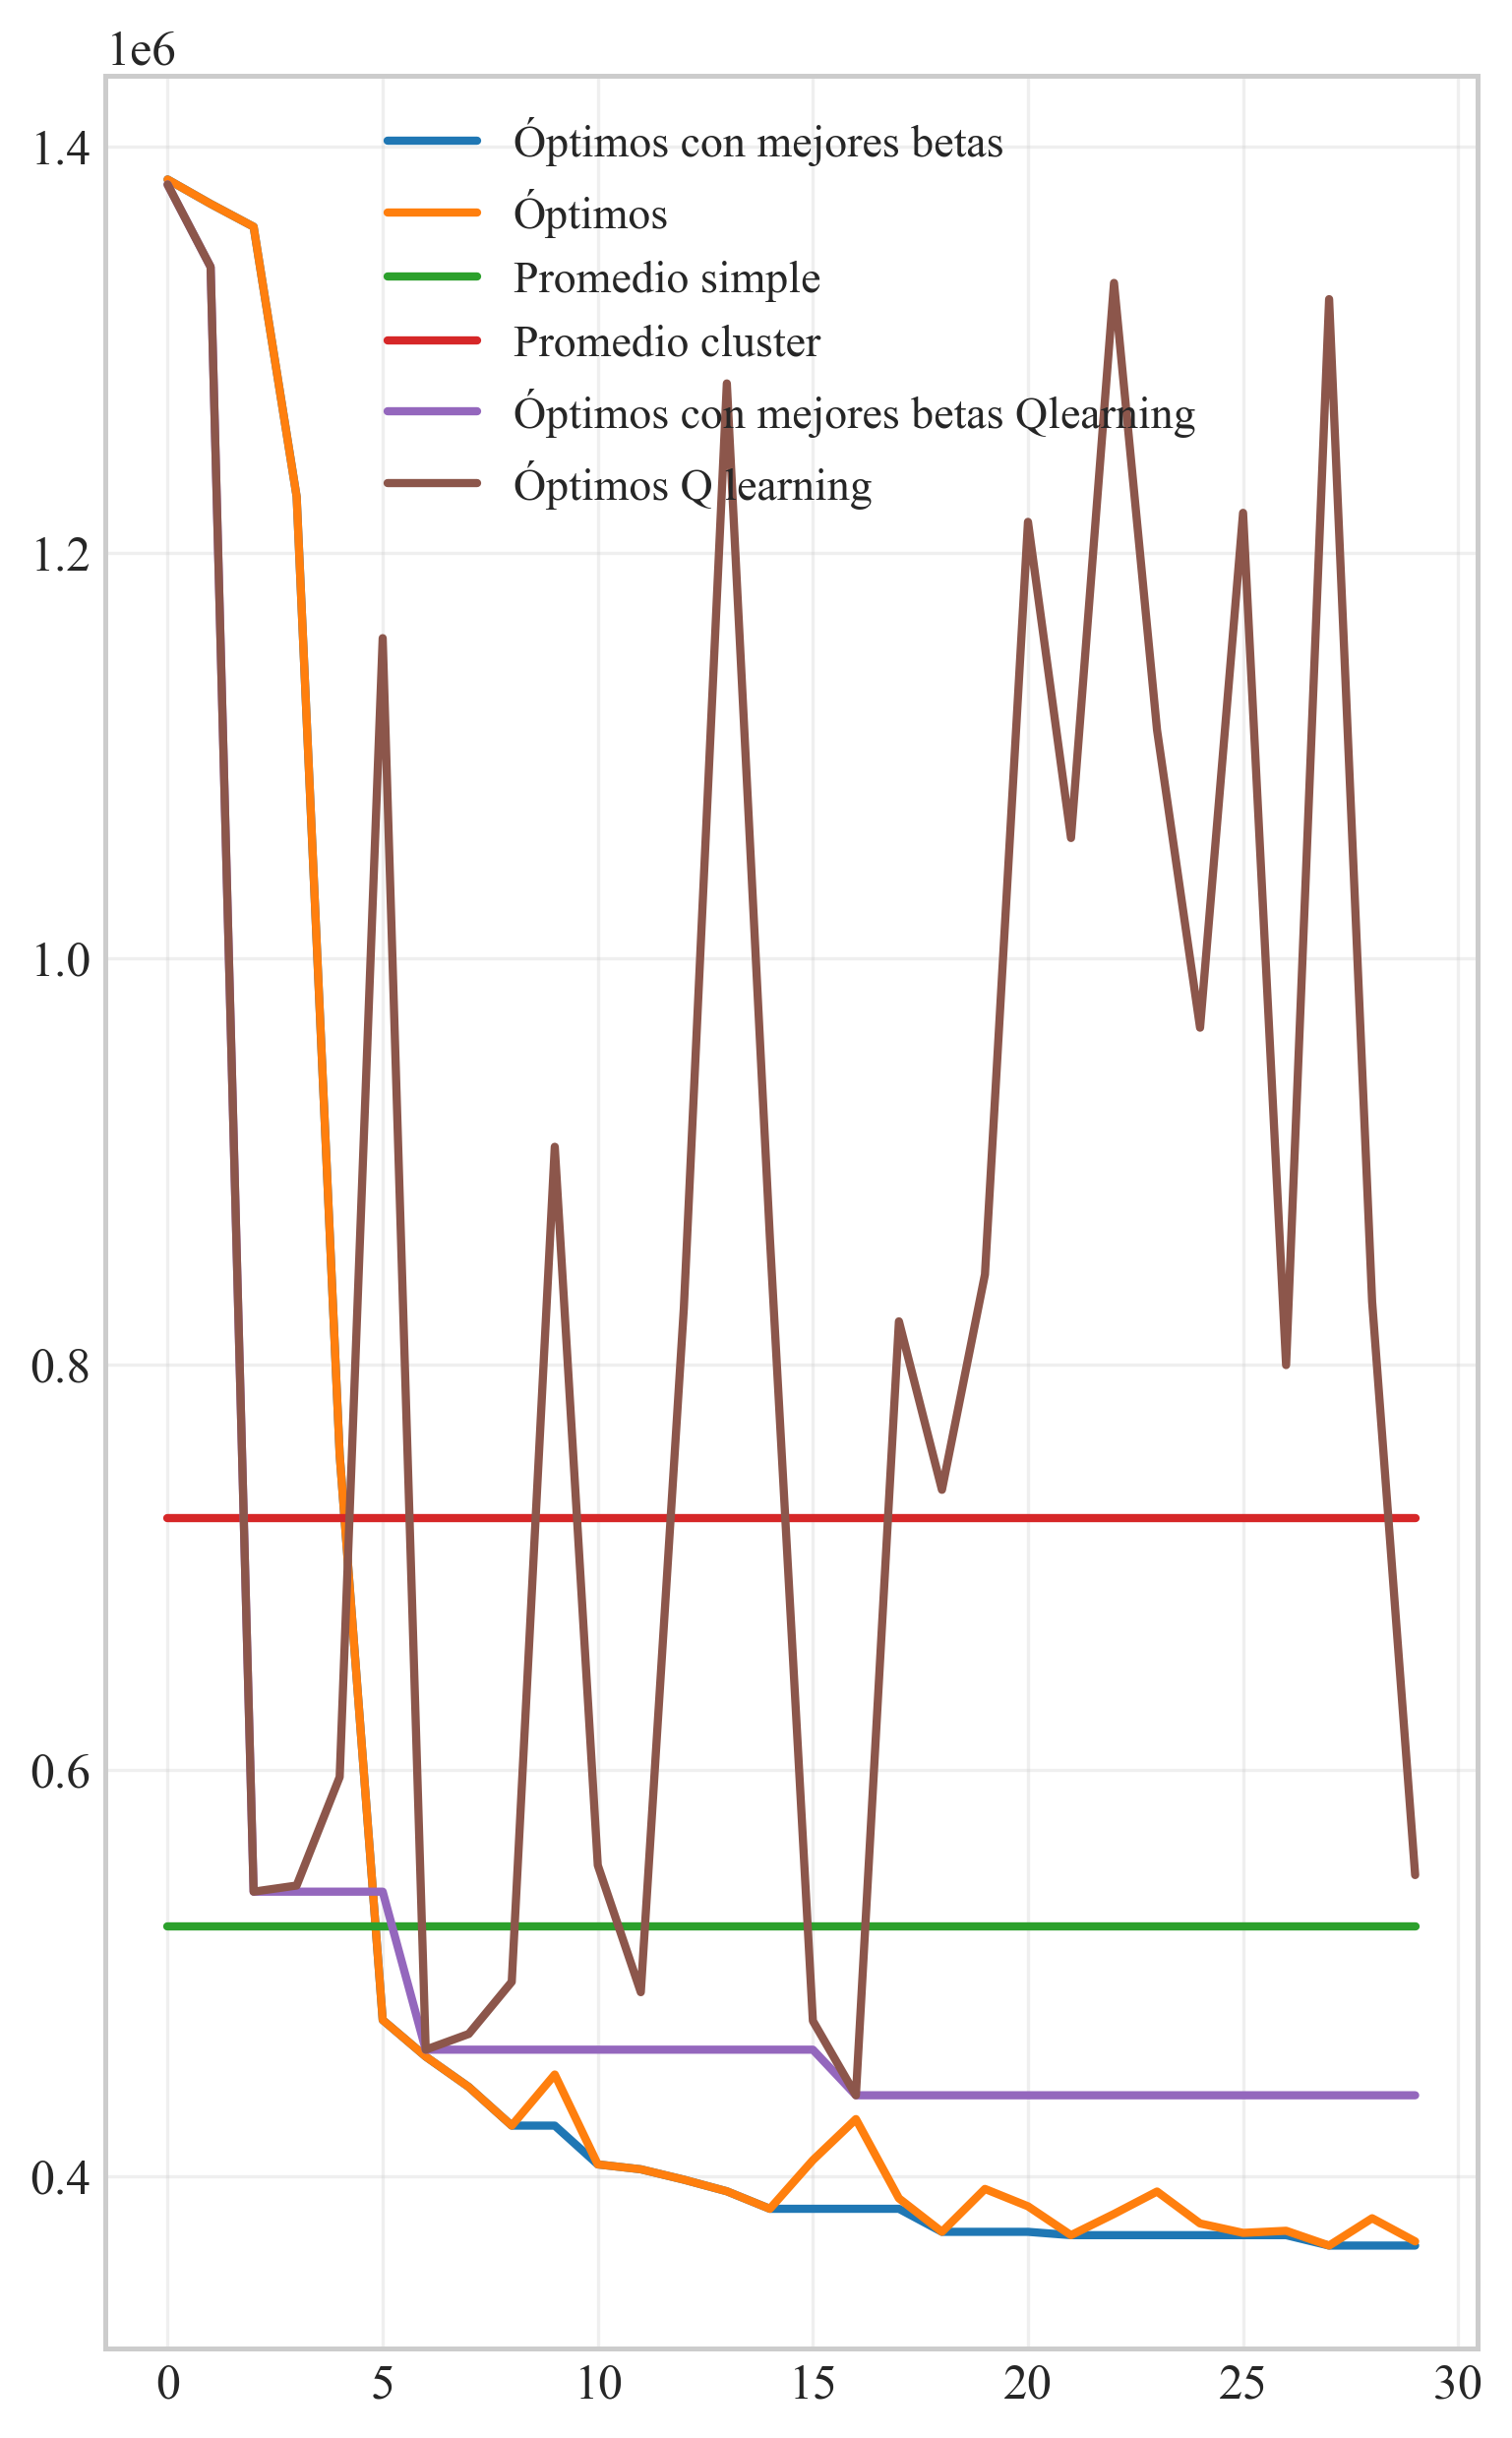 1e6
1.4
1.2
1.0
0.8
0.6
0.4
Óptimos con mejores betas
Óptimos
Promedio simple
Promedio cluster
Óptimos con mejores betas Qlearning
Óptimos Q learning
0 5 10 15 20 25 30